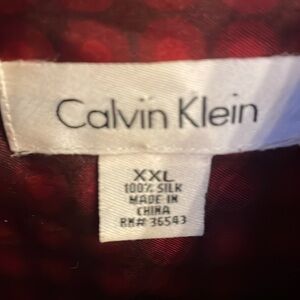 Calvin Klein
XXL
100% SILK
MADE IN
CHINA
RN# 36543